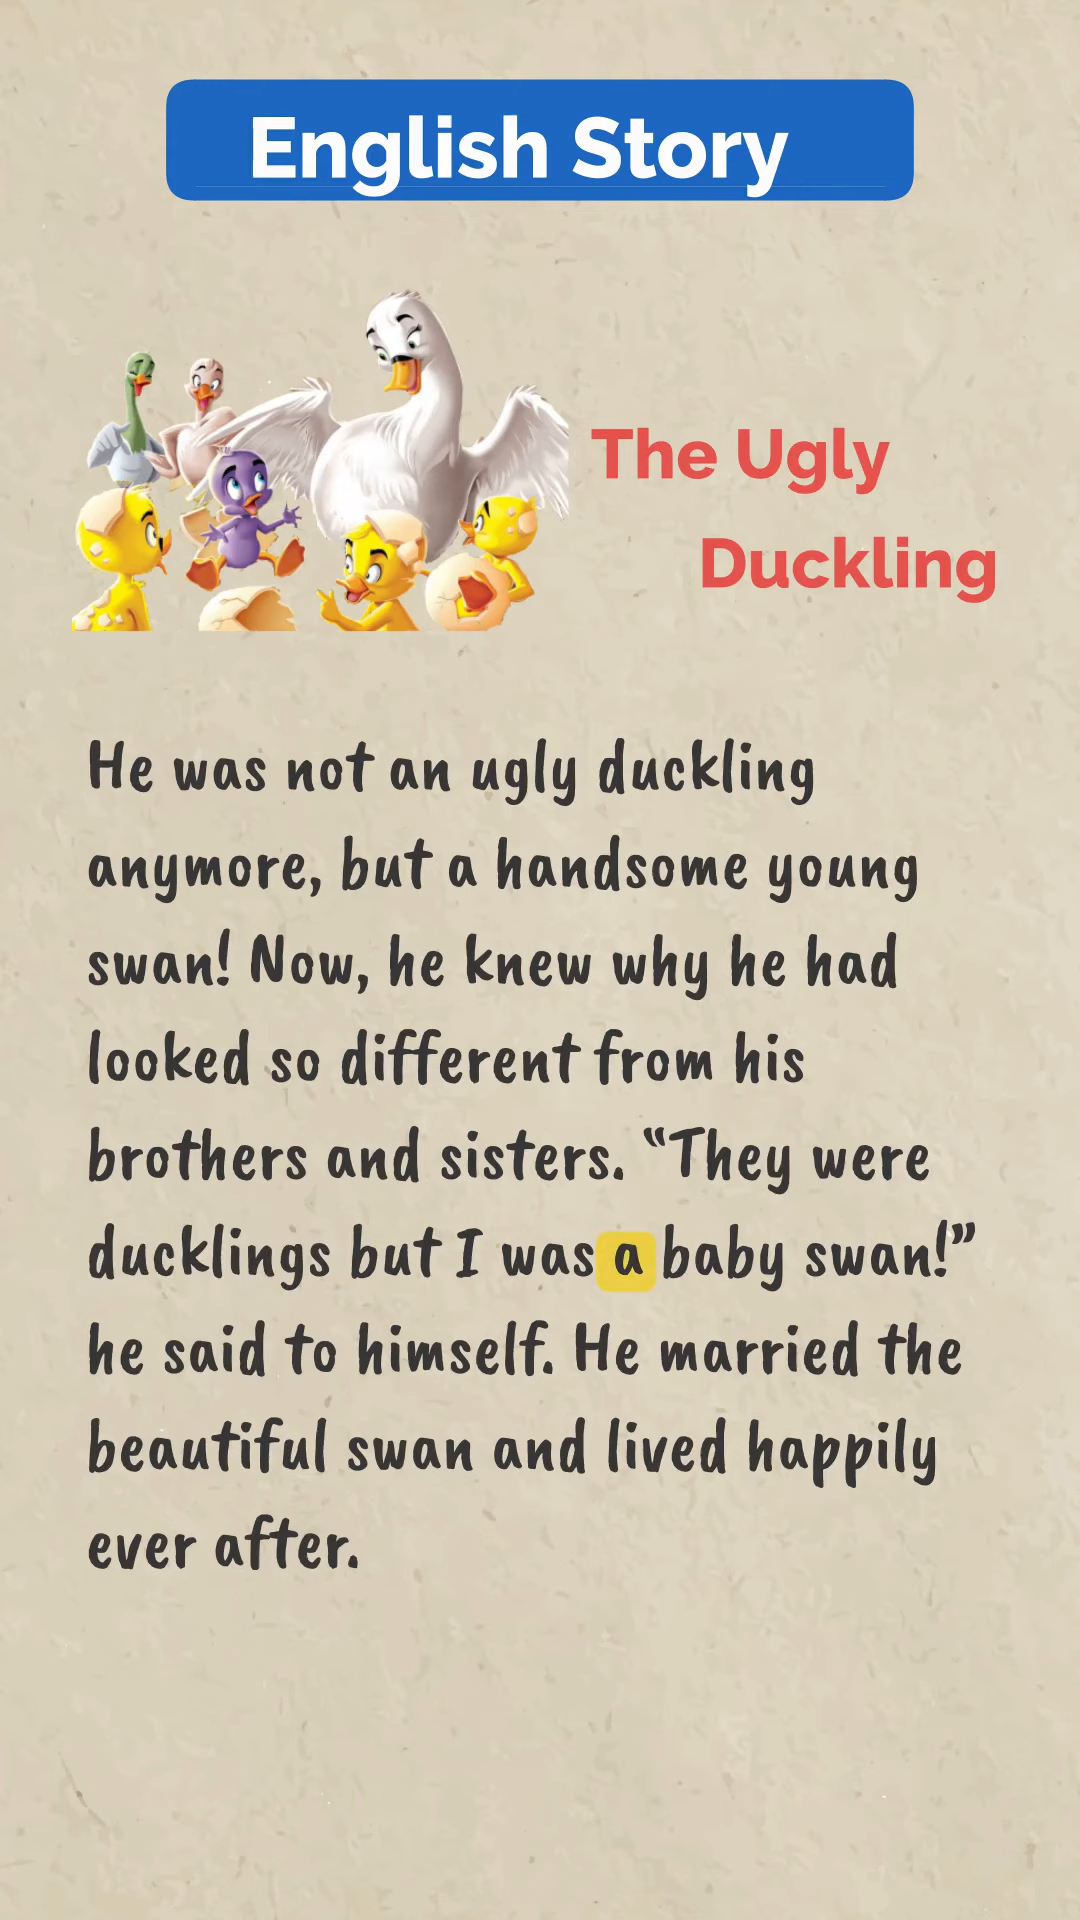 English Story
The Ugly
Duckling
He was not an ugly duckling
anymore, but a handsome young
swan! Now, he knew why he had
looked so different from his
brothers and sisters. “They were
ducklings but I was a baby swan!”
he said to himself. He married the
beautiful swan and lived happily
ever after.